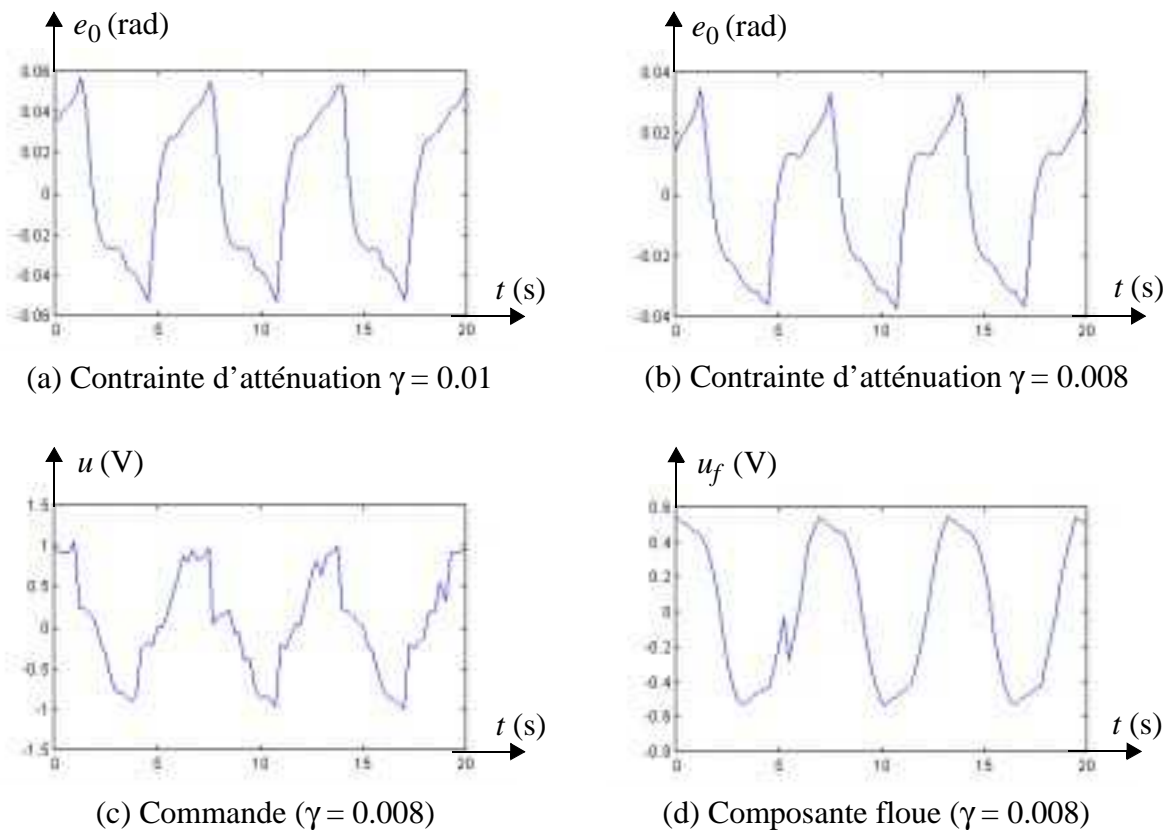 e₀ (rad)
0.06
0.04
0.02
0
-0.02
-0.04
-0.06
0 5 10 15 20
t (s)
(a) Contrainte d'atténuation γ = 0.01
e₀ (rad)
0.04
0.02
0
-0.02
-0.04
0 5 10 15 20
t (s)
(b) Contrainte d'atténuation γ = 0.008
u (V)
1.5
1
0.5
0
-0.5
-1
-1.5
0 5 10 15 20
t (s)
(c) Commande (γ = 0.008)
u_f (V)
0.6
0.4
0.2
0
-0.2
-0.4
-0.6
-0.8
0 5 10 15 20
t (s)
(d) Composante floue (γ = 0.008)